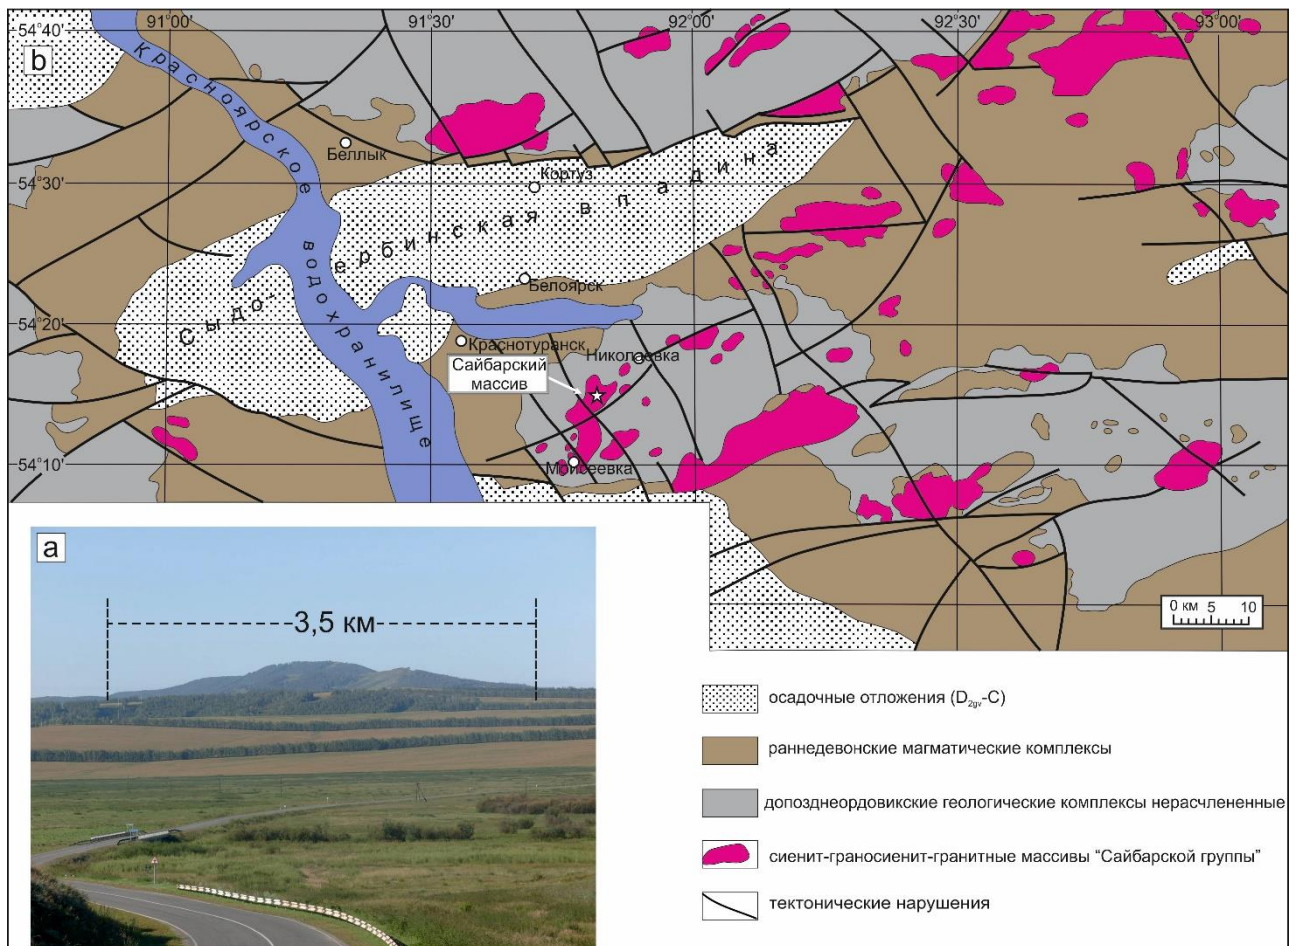 91°00' 91°30' 92°00' 92°30' 93°00'
54°40'
b
Красноярское водохранилище
Беллык
54°30'
Кортуз
Сыдо-ербинская впадина
Белоярск
54°20'
Краснотуранск
Николаевка
Сайбарский
массив
54°10'
Моисеевка
a
3,5 км
0 км 5 10
осадочные отложения (D2gv-C)
раннедевонские магматические комплексы
допозднеордовикские геологические комплексы нерасчлененные
сиенит-граносиенит-гранитные массивы "Сайбарской группы"
тектонические нарушения